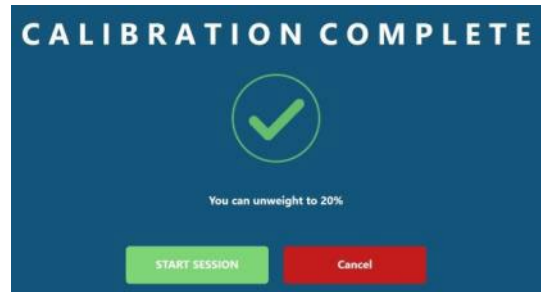 CALIBRATION COMPLETE
You can unweight to 20%
START SESSION
Cancel